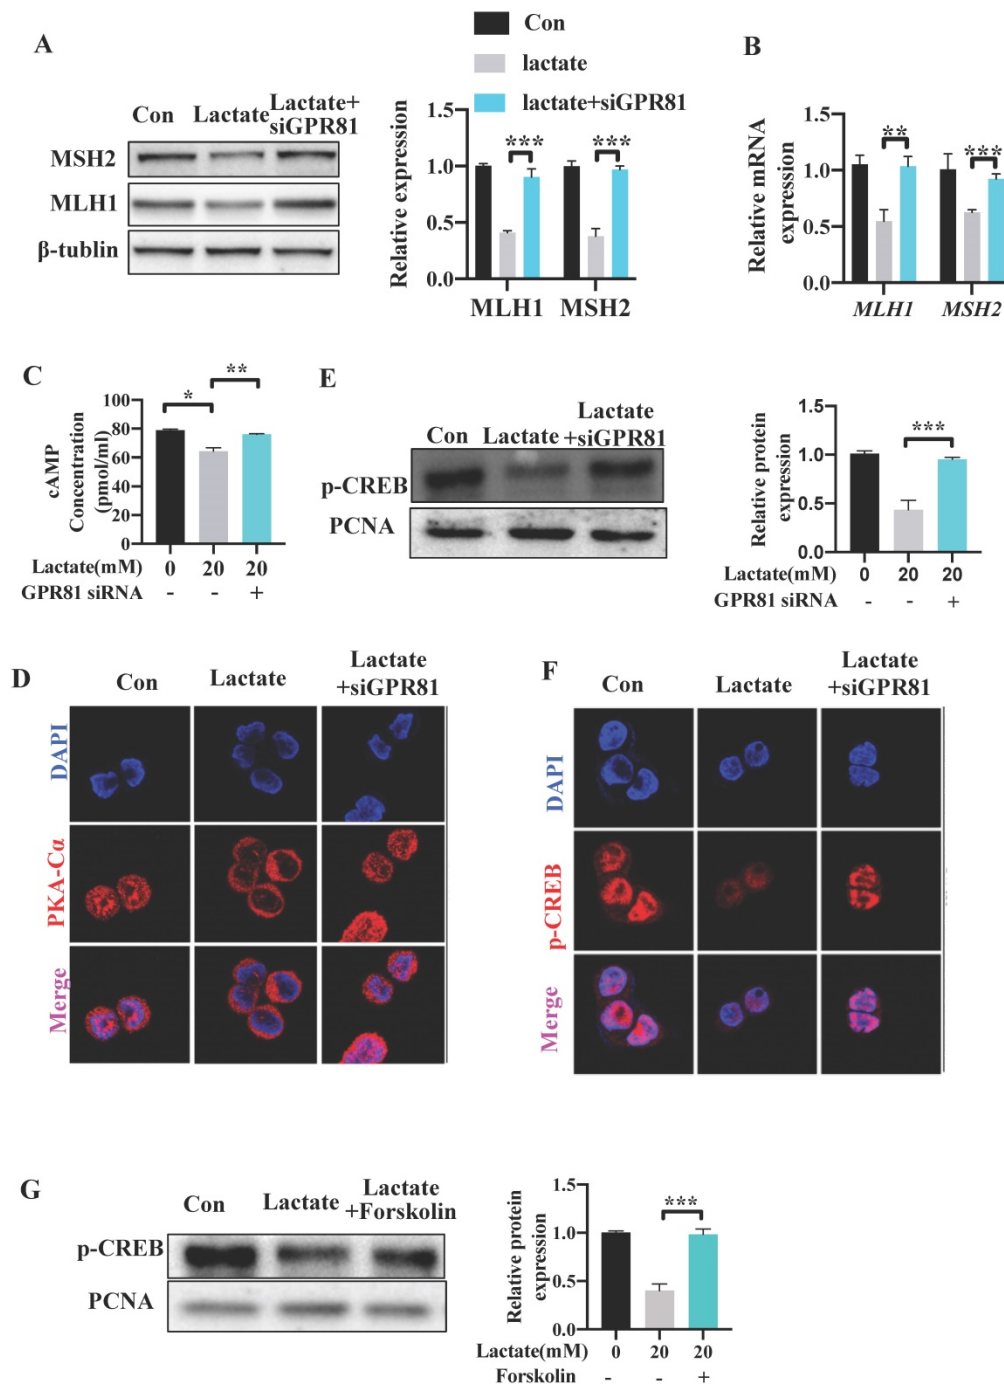 A
Con
lactate
lactate+siGPR81
B
Con Lactate Lactate+
siGPR81
MSH2
MLH1
β-tublin
Relative expression
1.5
1.0
0.5
0.0
*** ***
MLH1 MSH2
Relative mRNA
expression
1.5
1.0
0.5
0.0
** ***
MLH1 MSH2
C
cAMP
Concentration
(pmol/ml)
100
80
60
40
20
0
* **
Lactate(mM) 0 20 20
GPR81 siRNA - - +
E
Con Lactate Lactate
+siGPR81
p-CREB
PCNA
Relative protein
expression
1.5
1.0
0.5
0.0
***
Lactate(mM) 0 20 20
GPR81 siRNA - - +
D
Con Lactate Lactate
+siGPR81
DAPI
PKA-Cα
Merge
F
Con Lactate Lactate
+siGPR81
DAPI
p-CREB
Merge
G
Con Lactate Lactate
+Forskolin
p-CREB
PCNA
Relative protein
expression
1.5
1.0
0.5
0.0
***
Lactate(mM) 0 20 20
Forskolin - - +